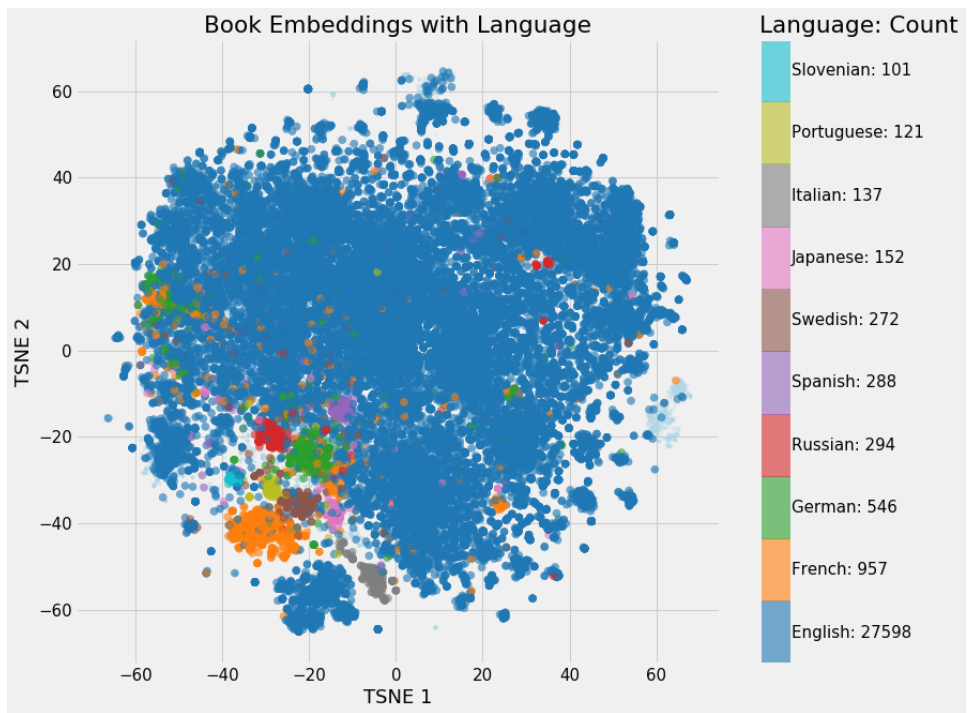 Book Embeddings with Language
Language: Count
Slovenian: 101
Portuguese: 121
Italian: 137
Japanese: 152
Swedish: 272
Spanish: 288
Russian: 294
German: 546
French: 957
English: 27598
TSNE 2
60
40
20
0
−20
−40
−60
−60
−40
−20
0
20
40
60
TSNE 1